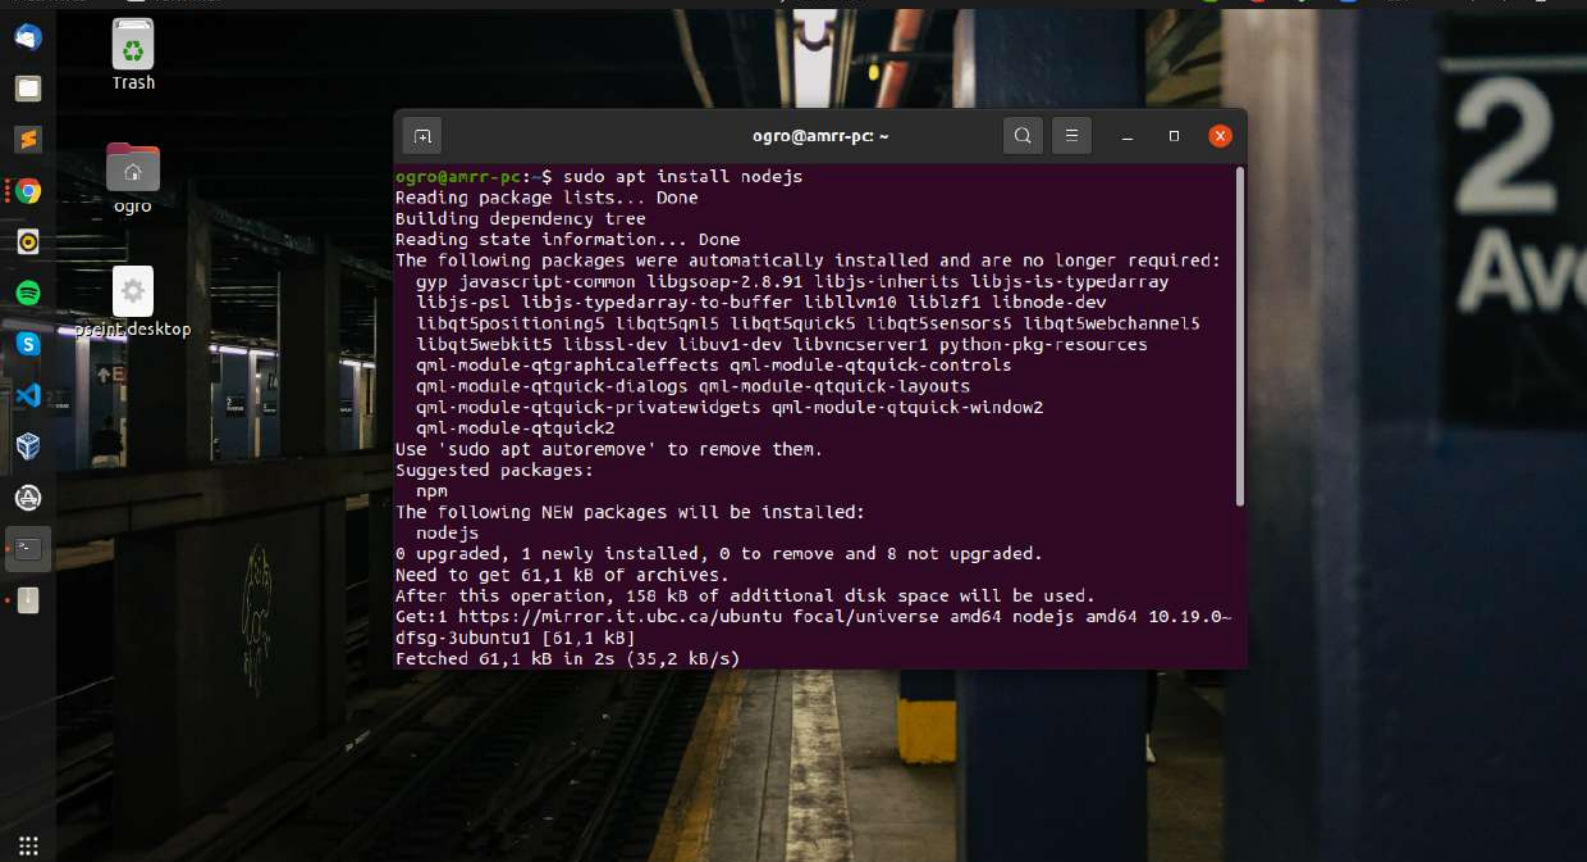 Trash
ogro
pseint.desktop
ogro@amrr-pc: ~
ogro@amrr-pc:~$ sudo apt install nodejs
Reading package lists... Done
Building dependency tree
Reading state information... Done
The following packages were automatically installed and are no longer required:
gyp javascript-common libgsoap-2.8.91 libjs-inherits libjs-is-typedarray
libjs-psl libjs-typedarray-to-buffer libllvm10 liblzf1 libnode-dev
libqt5positioning5 libqt5qml5 libqt5quick5 libqt5sensors5 libqt5webchannel5
libqt5webkit5 libssl-dev libuv1-dev libvncserver1 python-pkg-resources
qml-module-qtgraphicaleffects qml-module-qtquick-controls
qml-module-qtquick-dialogs qml-module-qtquick-layouts
qml-module-qtquick-privatewidgets qml-module-qtquick-window2
qml-module-qtquick2
Use 'sudo apt autoremove' to remove them.
Suggested packages:
npm
The following NEW packages will be installed:
nodejs
0 upgraded, 1 newly installed, 0 to remove and 8 not upgraded.
Need to get 61,1 kB of archives.
After this operation, 158 kB of additional disk space will be used.
Get:1 https://mirror.it.ubc.ca/ubuntu focal/universe amd64 nodejs amd64 10.19.0~
dfsg-3ubuntu1 [61,1 kB]
Fetched 61,1 kB in 2s (35,2 kB/s)
2
Av